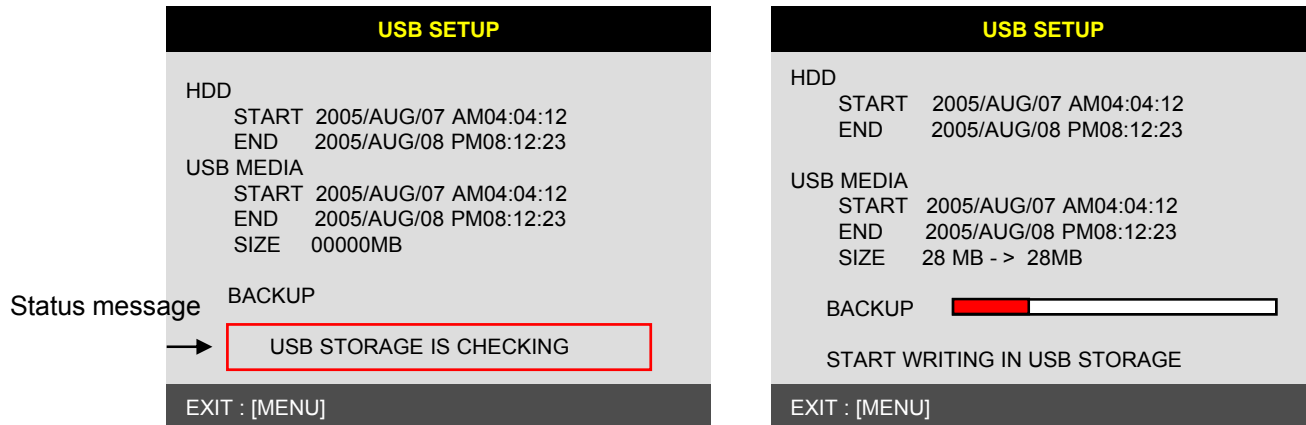 USB SETUP
HDD
START 2005/AUG/07 AM04:04:12
END 2005/AUG/08 PM08:12:23
USB MEDIA
START 2005/AUG/07 AM04:04:12
END 2005/AUG/08 PM08:12:23
SIZE 00000MB
BACKUP
Status message
USB STORAGE IS CHECKING
EXIT : [MENU]
USB SETUP
HDD
START 2005/AUG/07 AM04:04:12
END 2005/AUG/08 PM08:12:23
USB MEDIA
START 2005/AUG/07 AM04:04:12
END 2005/AUG/08 PM08:12:23
SIZE 28 MB - > 28MB
BACKUP
START WRITING IN USB STORAGE
EXIT : [MENU]